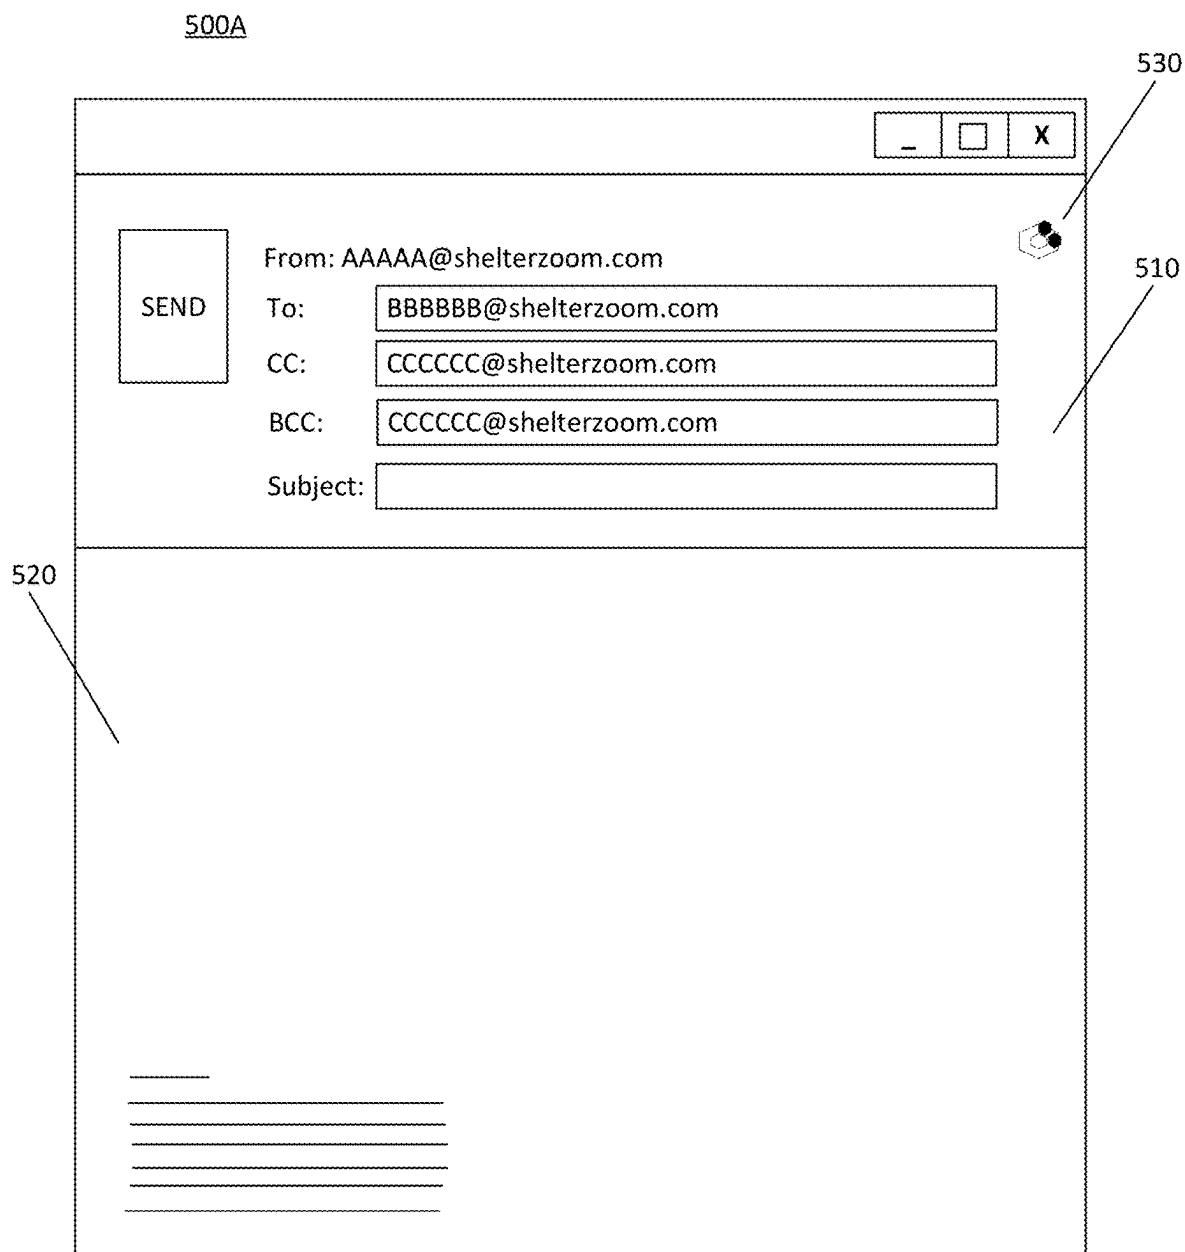 500A
530
_ X
From: AAAAA@shelterzoom.com
510
SEND
To: BBBBBB@shelterzoom.com
CC: CCCCCC@shelterzoom.com
BCC: CCCCCC@shelterzoom.com
Subject:
520